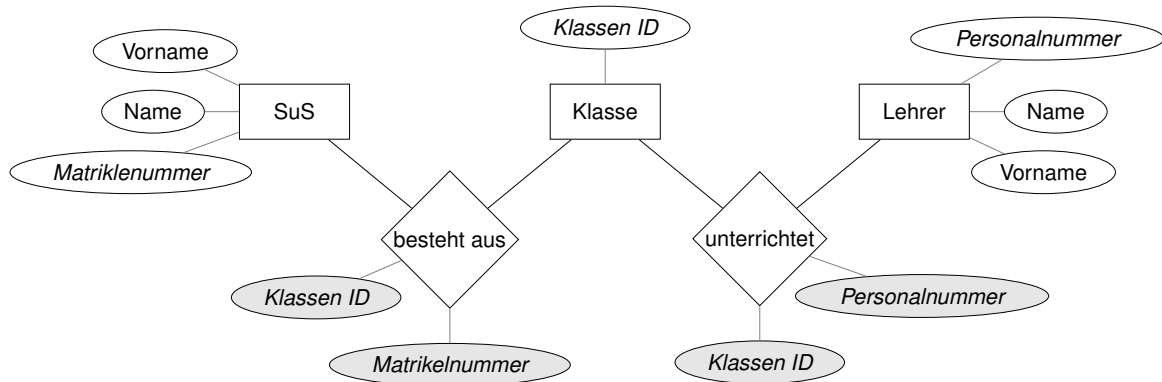 Klassen ID
Vorname
Personalnummer
Name
SuS
Klasse
Lehrer
Name
Matriklenummer
Vorname
besteht aus
unterrichtet
Klassen ID
Personalnummer
Matrikelnummer
Klassen ID